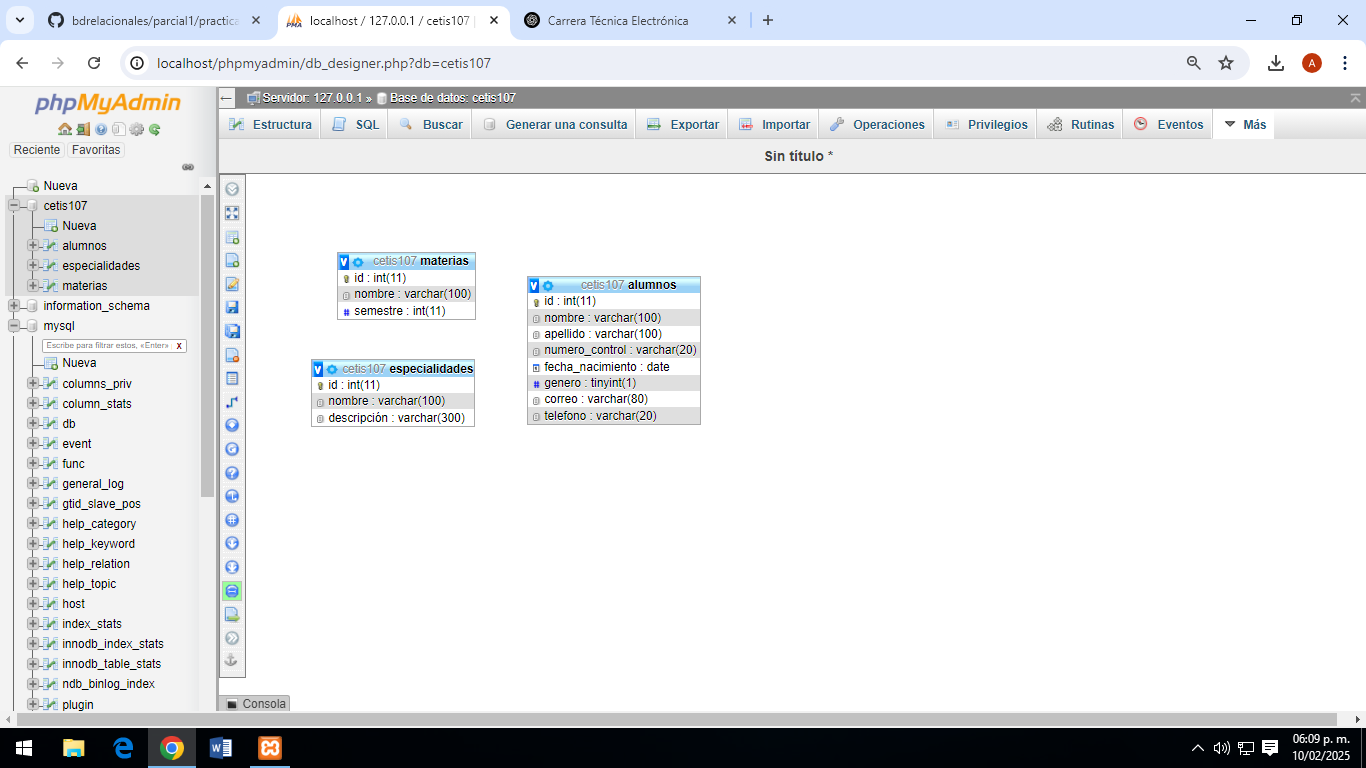 bdrelacionales/parcial1/practica
localhost / 127.0.0.1 / cetis107
Carrera Técnica Electrónica
localhost/phpmyadmin/db_designer.php?db=cetis107
A
phpMyAdmin
Reciente
Favoritas
Nueva
cetis107
Nueva
alumnos
especialidades
materias
information_schema
mysql
Escribe para filtrar estos, «Enter»
X
Nueva
columns_priv
column_stats
db
event
func
general_log
gtid_slave_pos
help_category
help_keyword
help_relation
help_topic
host
index_stats
innodb_index_stats
innodb_table_stats
ndb_binlog_index
plugin
Servidor: 127.0.0.1 » Base de datos: cetis107
Estructura
SQL
Buscar
Generar una consulta
Exportar
Importar
Operaciones
Privilegios
Rutinas
Eventos
Más
Sin título *
cetis107 materias
id : int(11)
nombre : varchar(100)
semestre : int(11)
cetis107 especialidades
id : int(11)
nombre : varchar(100)
descripción : varchar(300)
cetis107 alumnos
id : int(11)
nombre : varchar(100)
apellido : varchar(100)
numero_control : varchar(20)
fecha_nacimiento : date
genero : tinyint(1)
correo : varchar(80)
telefono : varchar(20)
Consola
06:09 p. m.
10/02/2025